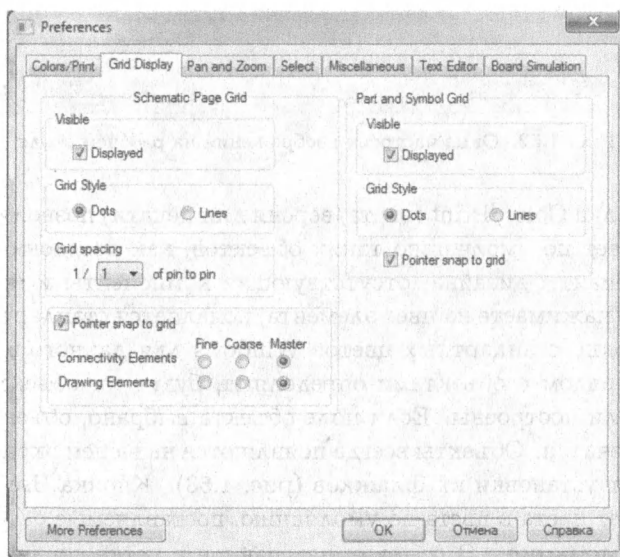 Preferences
Colors/Print Grid Display Pan and Zoom Select Miscellaneous Text Editor Board Simulation
Schematic Page Grid
Visible
Displayed
Grid Style
Dots Lines
Grid spacing
1 / 1 of pin to pin
Pointer snap to grid
Fine Coarse Master
Connectivity Elements
Drawing Elements
Part and Symbol Grid
Visible
Displayed
Grid Style
Dots Lines
Pointer snap to grid
More Preferences OK Отмена Справка